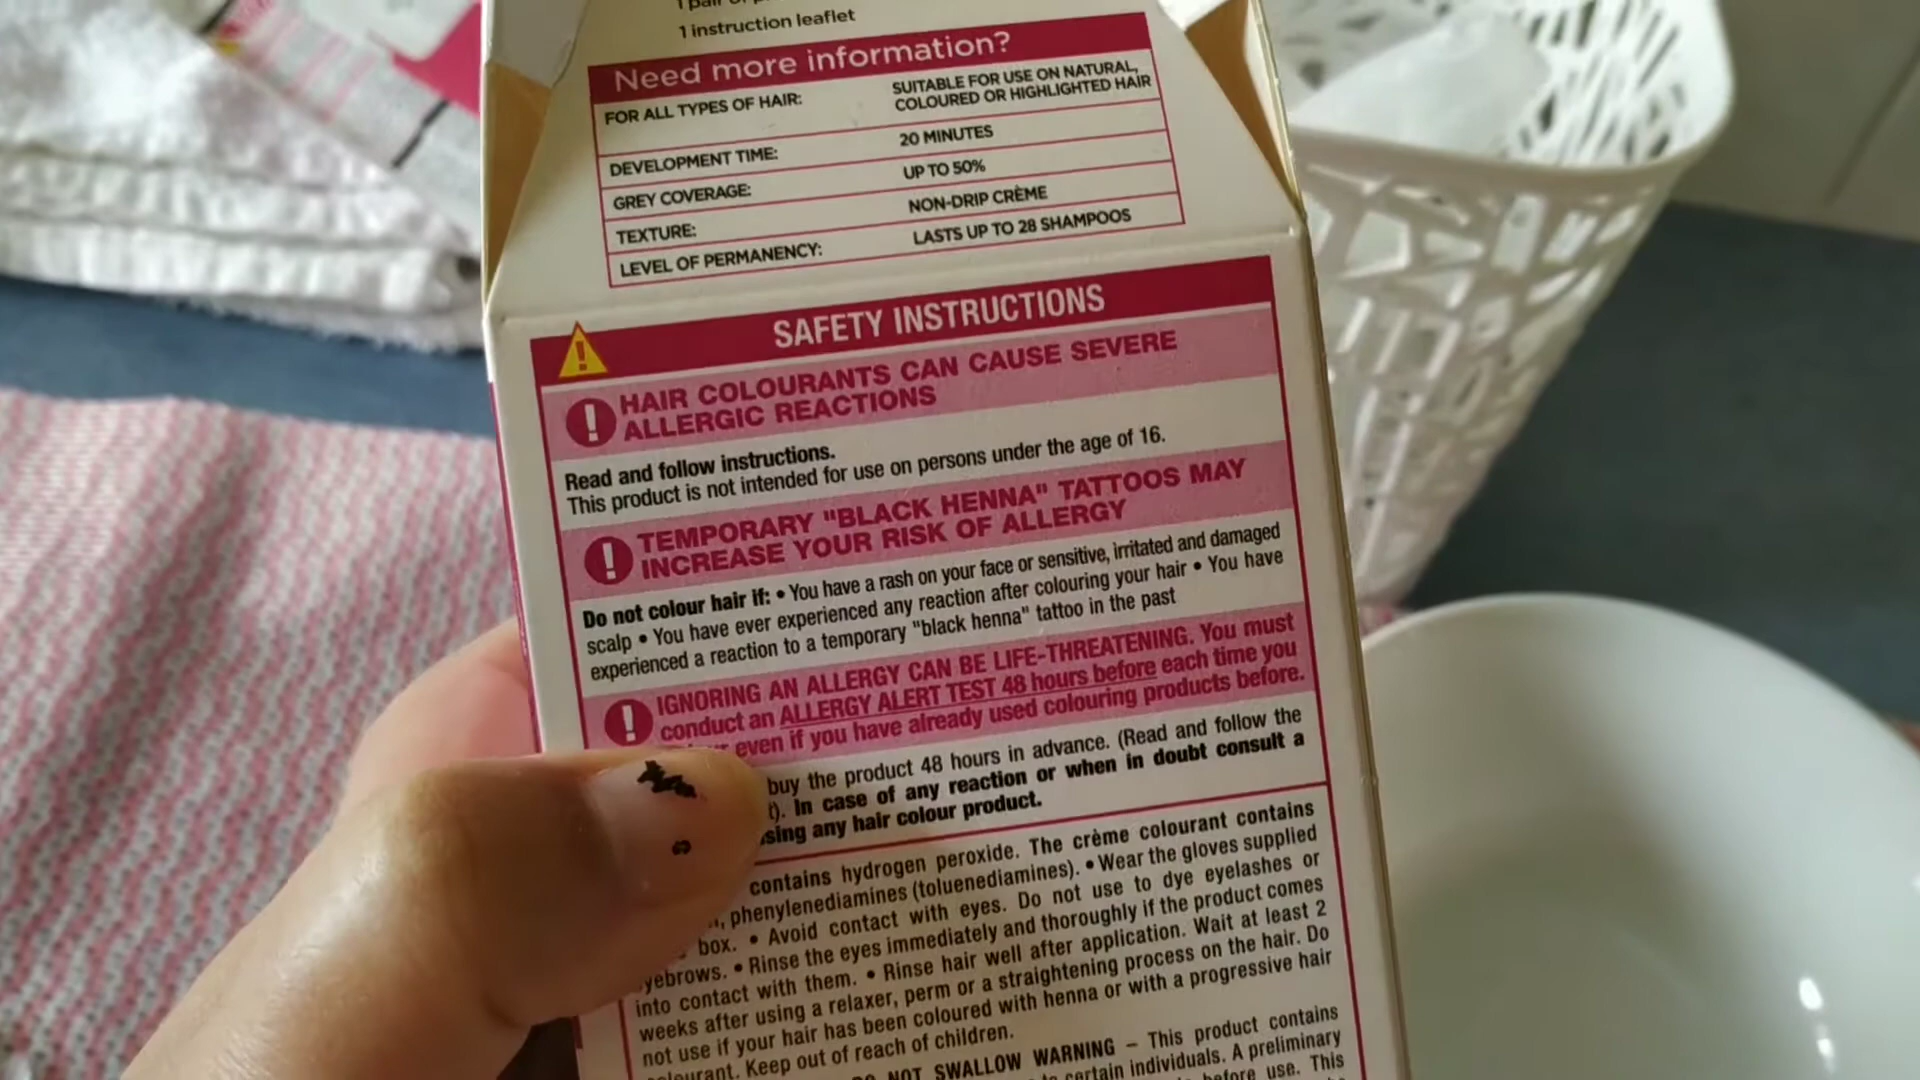 1 pair of
1 instruction leaflet
Need more information?
FOR ALL TYPES OF HAIR: SUITABLE FOR USE ON NATURAL,
COLOURED OR HIGHLIGHTED HAIR
DEVELOPMENT TIME: 20 MINUTES
GREY COVERAGE: UP TO 50%
TEXTURE: NON-DRIP CRÈME
LEVEL OF PERMANENCY: LASTS UP TO 28 SHAMPOOS
SAFETY INSTRUCTIONS
HAIR COLOURANTS CAN CAUSE SEVERE
ALLERGIC REACTIONS
Read and follow instructions.
This product is not intended for use on persons under the age of 16.
TEMPORARY "BLACK HENNA" TATTOOS MAY
INCREASE YOUR RISK OF ALLERGY
Do not colour hair if: • You have a rash on your face or sensitive, irritated and damaged
scalp • You have ever experienced any reaction after colouring your hair • You have
experienced a reaction to a temporary "black henna" tattoo in the past
IGNORING AN ALLERGY CAN BE LIFE-THREATENING. You must
conduct an ALLERGY ALERT TEST 48 hours before each time you
even if you have already used colouring products before.
buy the product 48 hours in advance. (Read and follow the
t). In case of any reaction or when in doubt consult a
sing any hair colour product.
contains hydrogen peroxide. The crème colourant contains
, phenylenediamines (toluenediamines). • Wear the gloves supplied
box. • Avoid contact with eyes. Do not use to dye eyelashes or
yebrows. • Rinse the eyes immediately and thoroughly if the product comes
into contact with them. • Rinse hair well after application. Wait at least 2
weeks after using a relaxer, perm or a straightening process on the hair. Do
not use if your hair has been coloured with henna or with a progressive hair
colourant. Keep out of reach of children.
DO NOT SWALLOW WARNING – This product contains
certain individuals. A preliminary
before use. This